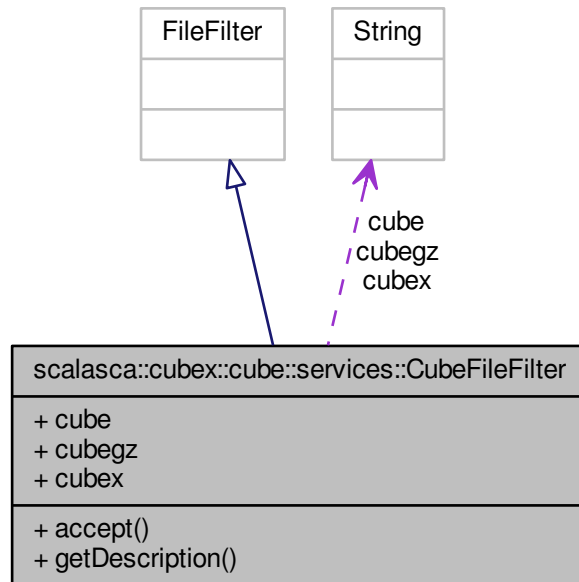 FileFilter
String
cube
cubegz
cubex
scalasca::cubex::cube::services::CubeFileFilter
+ cube
+ cubegz
+ cubex
+ accept()
+ getDescription()